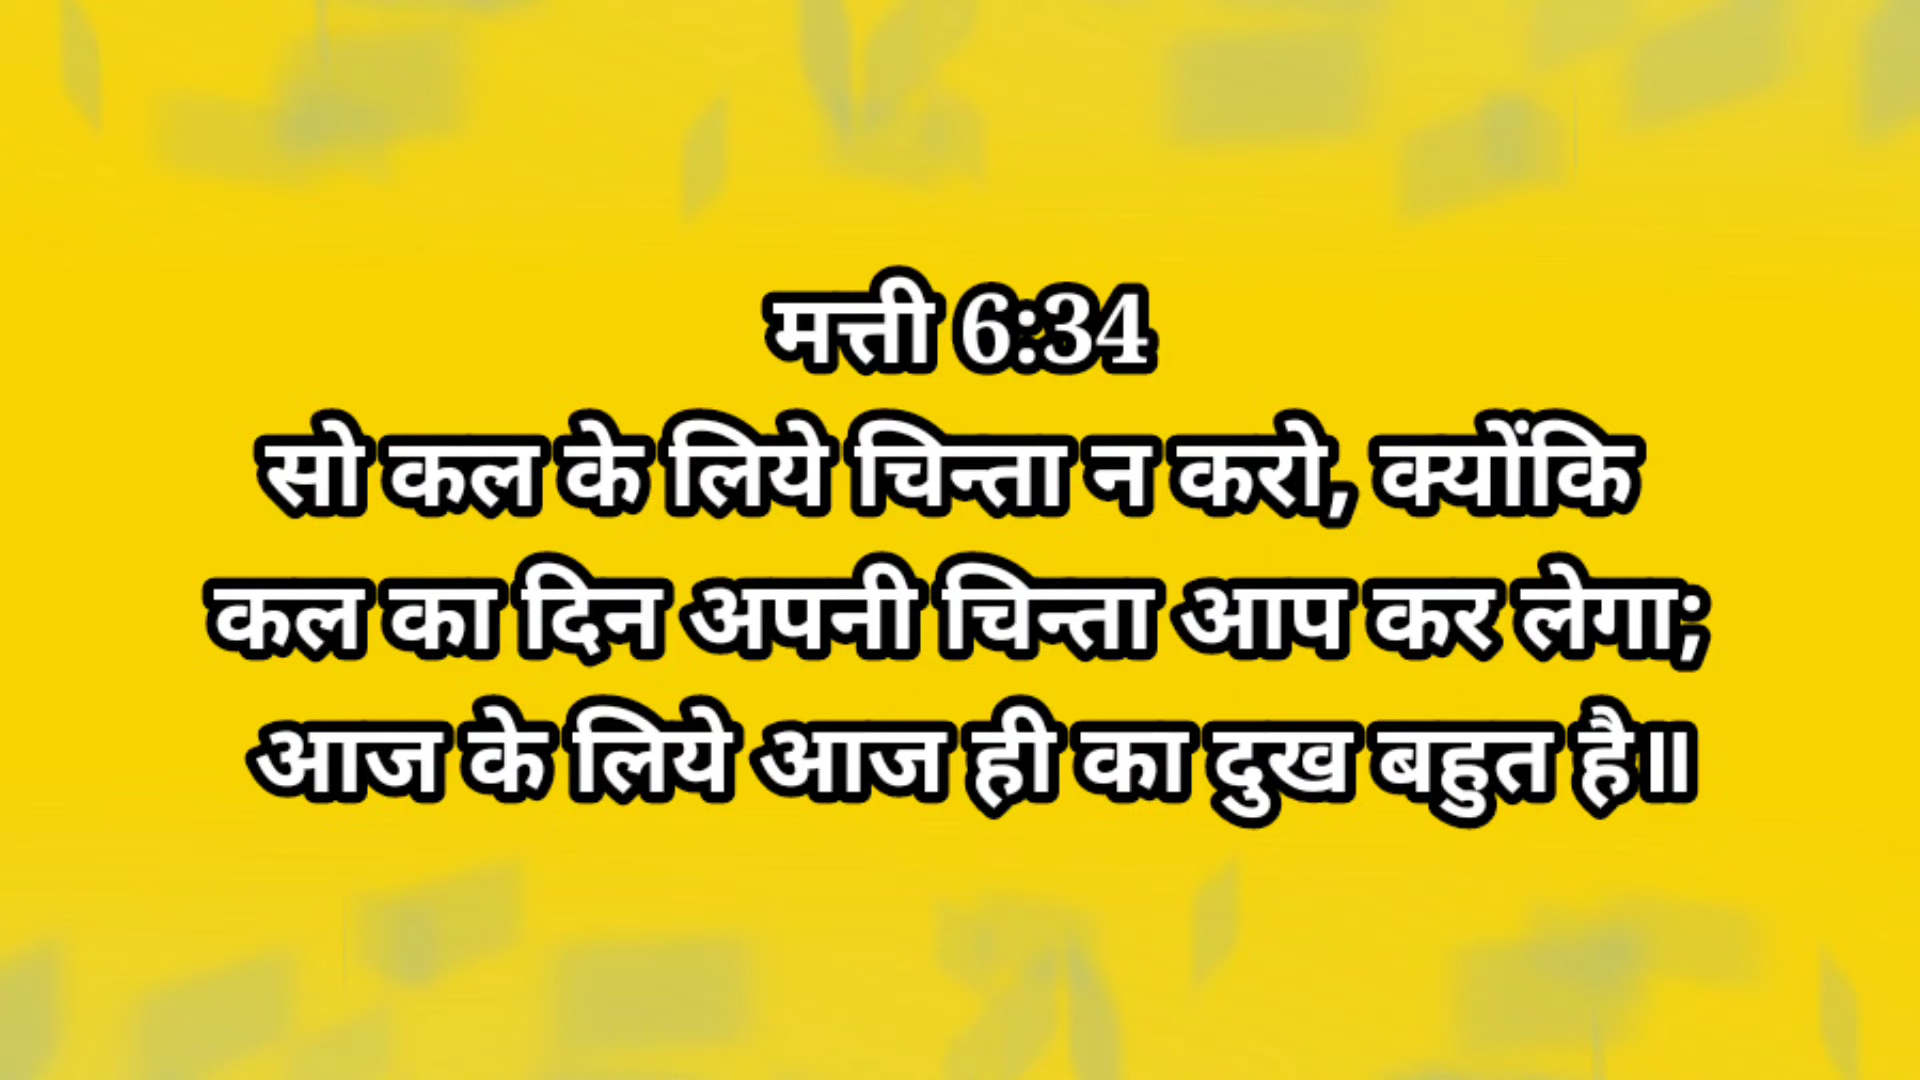 मत्ती 6:34
सो कल के लिये चिन्ता न करो, क्योंकि
कल का दिन अपनी चिन्ता आप कर लेगा;
आज के लिये आज ही का दुख बहुत है॥